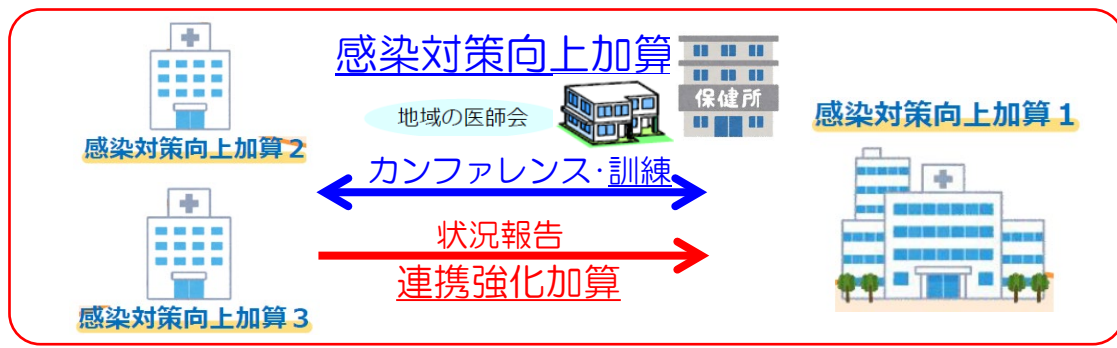 感染対策向上加算
保健所
地域の医師会
感染対策向上加算1
感染対策向上加算2
カンファレンス・訓練
状況報告
連携強化加算
感染対策向上加算3